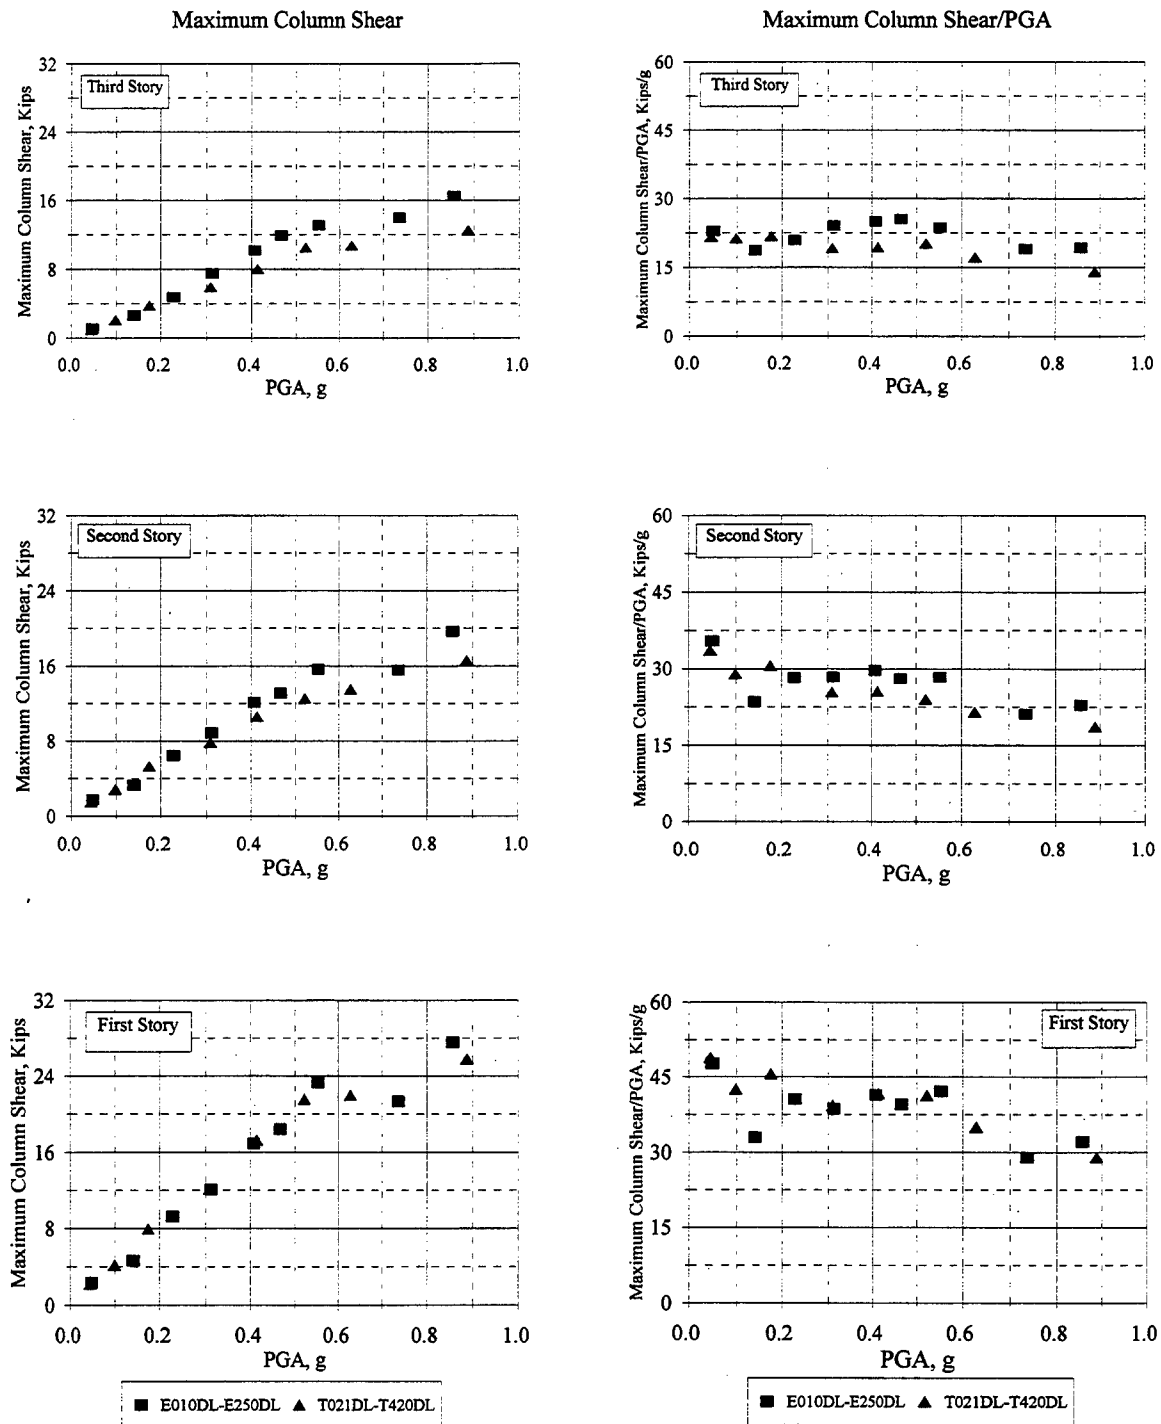 Maximum Column Shear
Maximum Column Shear/PGA
Maximum Column Shear, Kips
32
24
16
8
0
Third Story
0.0 0.2 0.4 0.6 0.8 1.0
PGA, g
Maximum Column Shear/PGA, Kips/g
60
45
30
15
0
Third Story
0.0 0.2 0.4 0.6 0.8 1.0
PGA, g
Maximum Column Shear, Kips
32
24
16
8
0
Second Story
0.0 0.2 0.4 0.6 0.8 1.0
PGA, g
Maximum Column Shear/PGA, Kips/g
60
45
30
15
0
Second Story
0.0 0.2 0.4 0.6 0.8 1.0
PGA, g
Maximum Column Shear, Kips
32
24
16
8
0
First Story
0.0 0.2 0.4 0.6 0.8 1.0
PGA, g
E010DL-E250DL T021DL-T420DL
Maximum Column Shear/PGA, Kips/g
60
45
30
15
0
First Story
0.0 0.2 0.4 0.6 0.8 1.0
PGA, g
E010DL-E250DL T021DL-T420DL